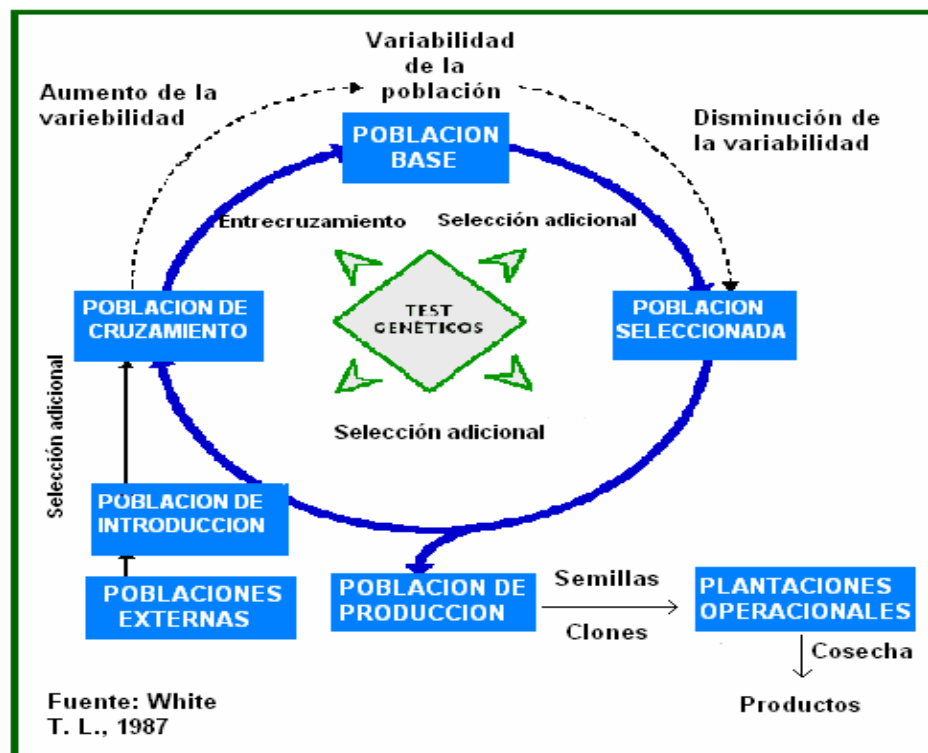 Variabilidad
de la
población
Aumento de la
variebilidad
Disminución de
la variabilidad
POBLACION
BASE
Entrecruzamiento
Selección adicional
POBLACION DE
CRUZAMIENTO
TEST
GENÈTICOS
POBLACION
SELECCIONADA
Selección adicional
Selección adicional
POBLACION DE
INTRODUCCION
POBLACIONES
EXTERNAS
POBLACION DE
PRODUCCION
Semillas
Clones
PLANTACIONES
OPERACIONALES
Cosecha
Productos
Fuente: White
T. L., 1987